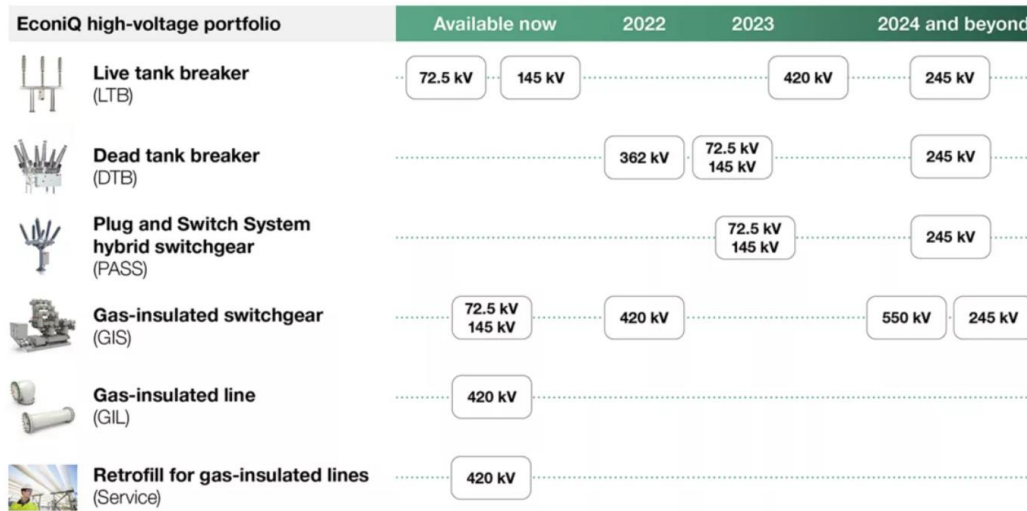 EconiQ high-voltage portfolio Available now 2022 2023 2024 and beyond
Live tank breaker
(LTB)
72.5 kV 145 kV 420 kV 245 kV
Dead tank breaker
(DTB)
362 kV 72.5 kV
145 kV
245 kV
Plug and Switch System
hybrid switchgear
(PASS)
72.5 kV
145 kV
245 kV
Gas-insulated switchgear
(GIS)
72.5 kV
145 kV
420 kV 550 kV 245 kV
Gas-insulated line
(GIL)
420 kV
Retrofill for gas-insulated lines
(Service)
420 kV